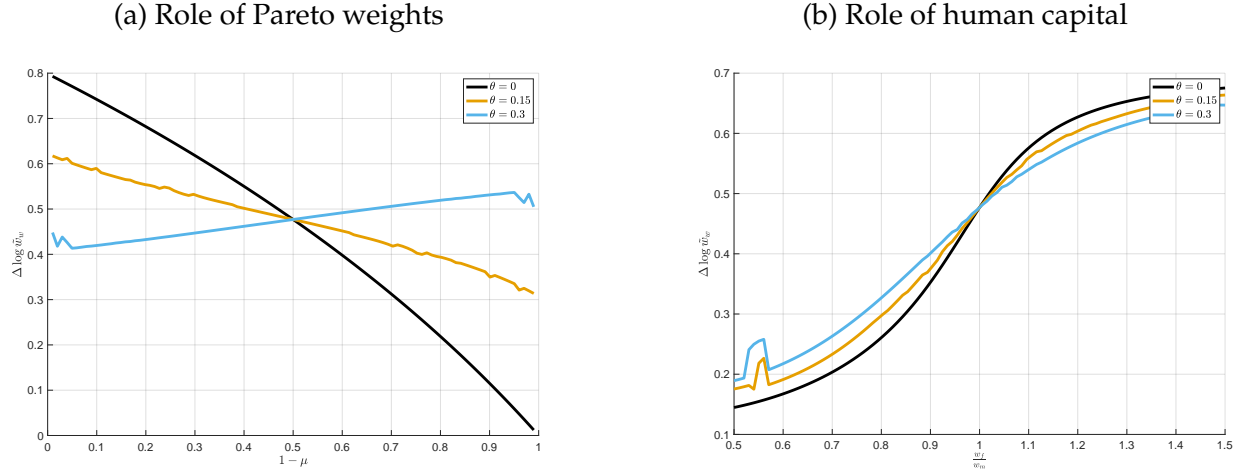 (a) Role of Pareto weights
0.8
0.7
0.6
0.5
0.4
0.3
0.2
0.1
0
Δ log w̃_w
θ = 0
θ = 0.15
θ = 0.3
0 0.1 0.2 0.3 0.4 0.5 0.6 0.7 0.8 0.9 1
1 − μ
(b) Role of human capital
0.7
0.6
0.5
0.4
0.3
0.2
0.1
Δ log w̃_w
θ = 0
θ = 0.15
θ = 0.3
0.5 0.6 0.7 0.8 0.9 1 1.1 1.2 1.3 1.4 1.5
w_f
w_m